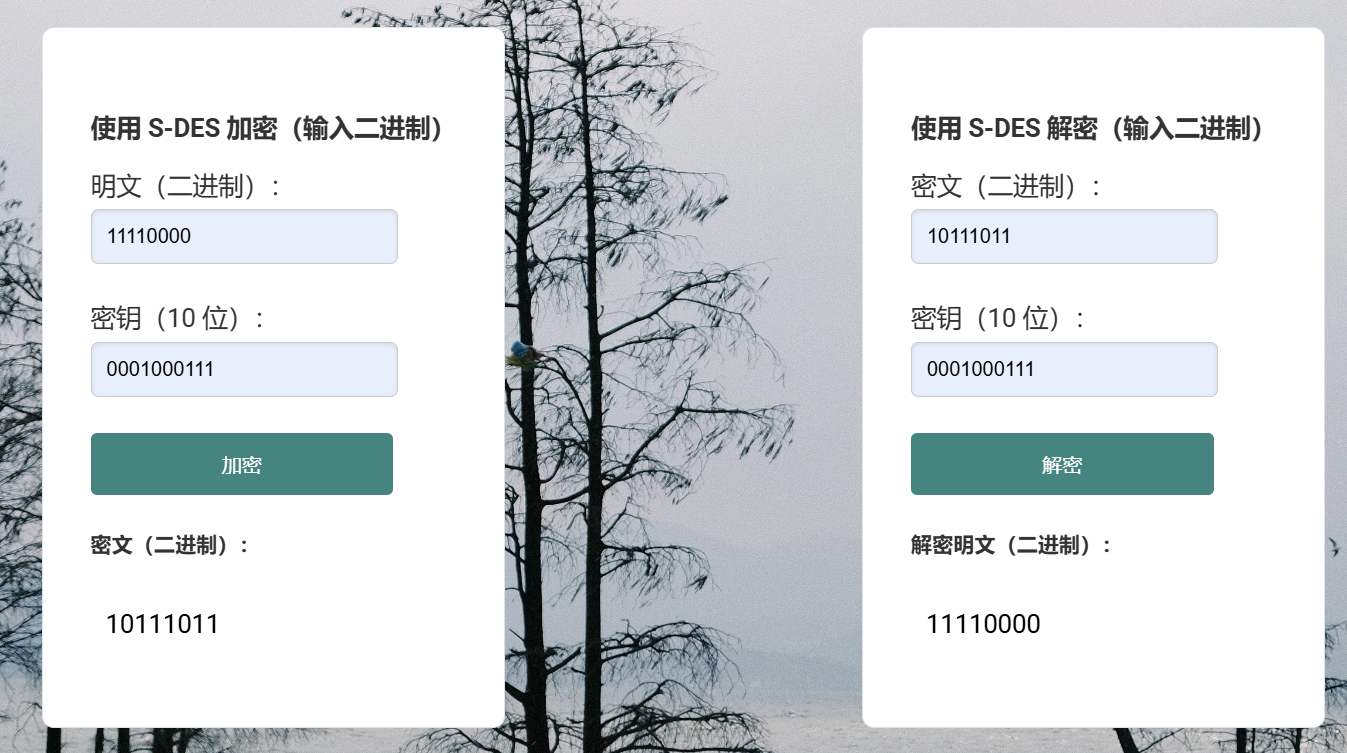 使用 S-DES 加密（输入二进制）
明文（二进制）:
11110000
密钥（10 位）:
0001000111
加密
密文（二进制）:
10111011
使用 S-DES 解密（输入二进制）
密文（二进制）:
10111011
密钥（10 位）:
0001000111
解密
解密明文（二进制）:
11110000